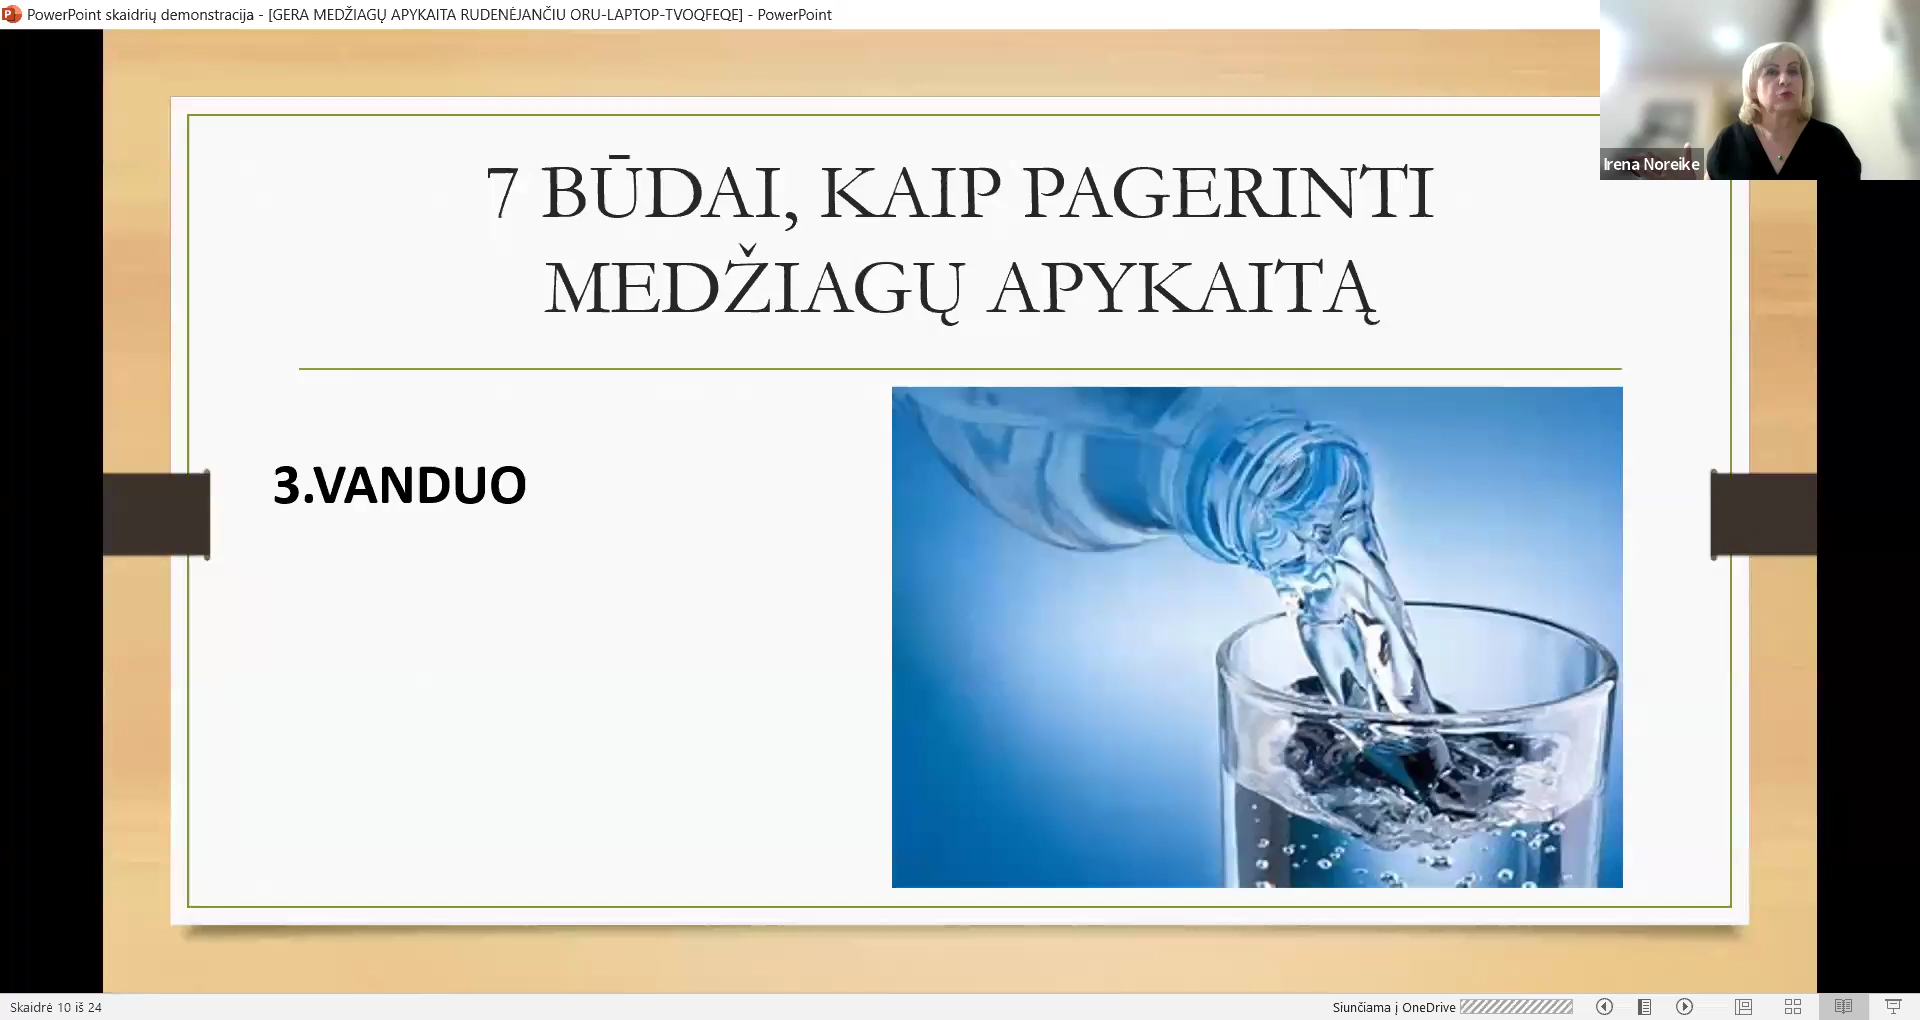 PowerPoint skaidrių demonstracija - [GERA MEDŽIAGŲ APYKAITA RUDENĖJANČIU ORU-LAPTOP-TVOQFEQE] - PowerPoint
Irena Noreike
7 BŪDAI, KAIP PAGERINTI
MEDŽIAGŲ APYKAITĄ
3.VANDUO
Skaidrė 10 iš 24
Siunčiama į OneDrive